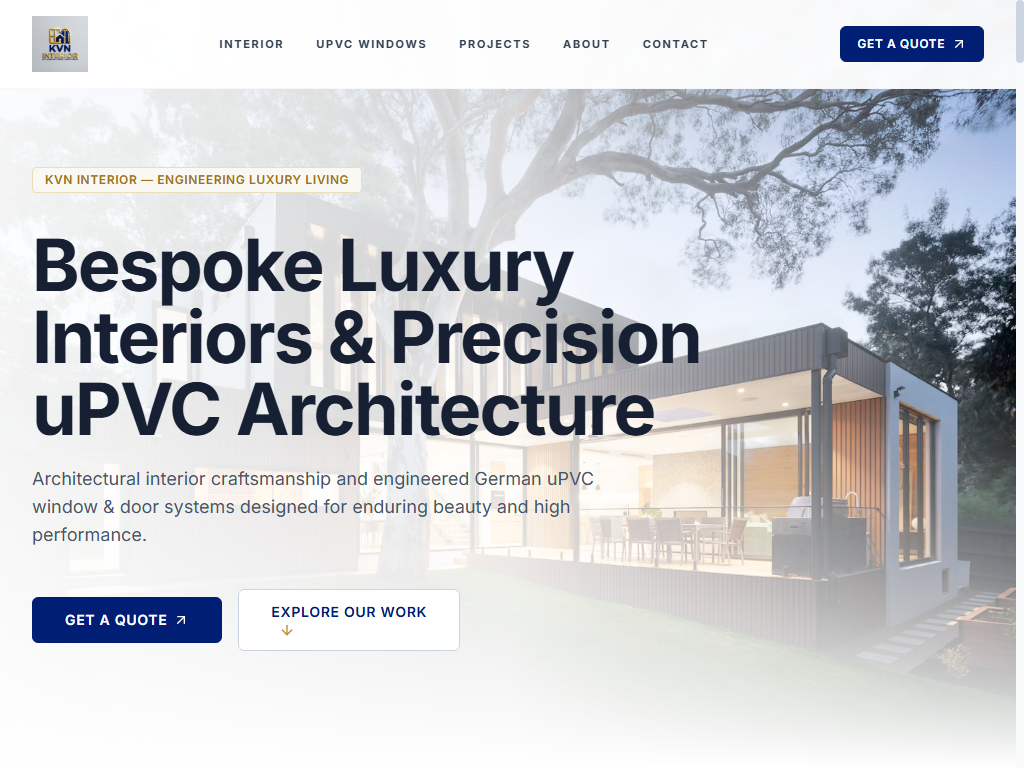 KVN
INTERIOR
INTERIOR
UPVC WINDOWS
PROJECTS
ABOUT
CONTACT
GET A QUOTE
KVN INTERIOR — ENGINEERING LUXURY LIVING
Bespoke Luxury
Interiors & Precision
uPVC Architecture
Architectural interior craftsmanship and engineered German uPVC
window & door systems designed for enduring beauty and high
performance.
GET A QUOTE
EXPLORE OUR WORK